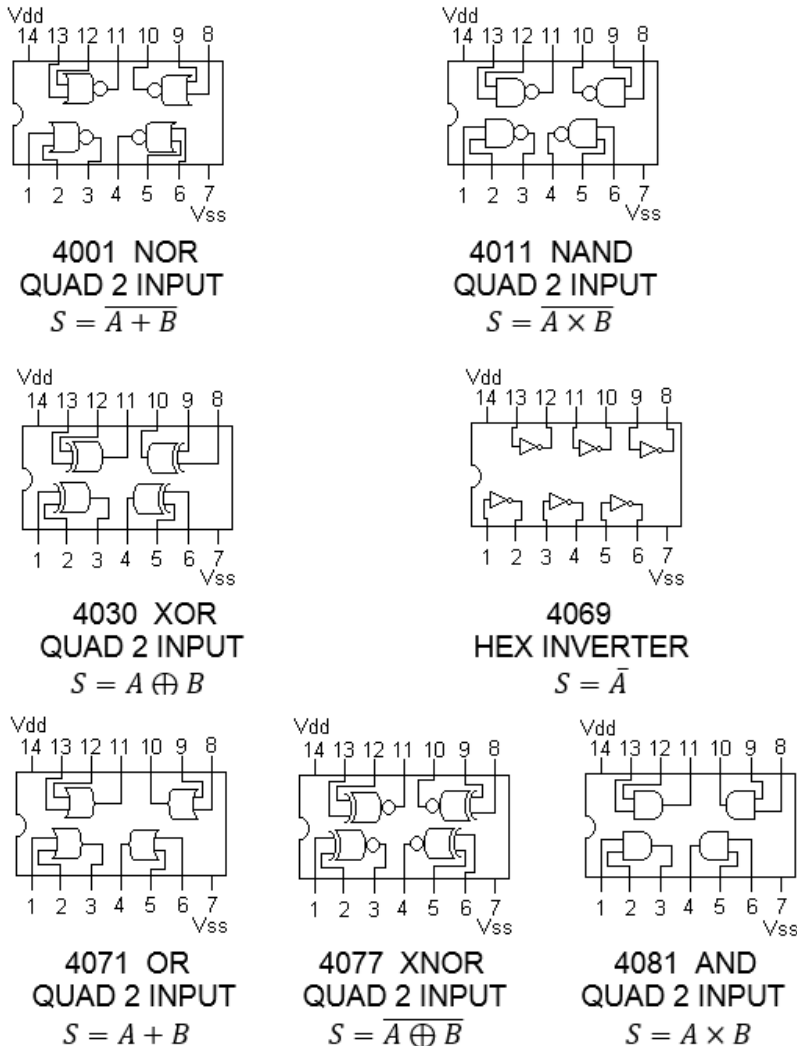 Vdd
14 13 12 11 10 9 8
1 2 3 4 5 6 7
Vss
4001 NOR
QUAD 2 INPUT
S = \overline{A + B}
Vdd
14 13 12 11 10 9 8
1 2 3 4 5 6 7
Vss
4011 NAND
QUAD 2 INPUT
S = \overline{A × B}
Vdd
14 13 12 11 10 9 8
1 2 3 4 5 6 7
Vss
4030 XOR
QUAD 2 INPUT
S = A ⊕ B
Vdd
14 13 12 11 10 9 8
1 2 3 4 5 6 7
Vss
4069
HEX INVERTER
S = \bar{A}
Vdd
14 13 12 11 10 9 8
1 2 3 4 5 6 7
Vss
4071 OR
QUAD 2 INPUT
S = A + B
Vdd
14 13 12 11 10 9 8
1 2 3 4 5 6 7
Vss
4077 XNOR
QUAD 2 INPUT
S = \overline{A ⊕ B}
Vdd
14 13 12 11 10 9 8
1 2 3 4 5 6 7
Vss
4081 AND
QUAD 2 INPUT
S = A × B